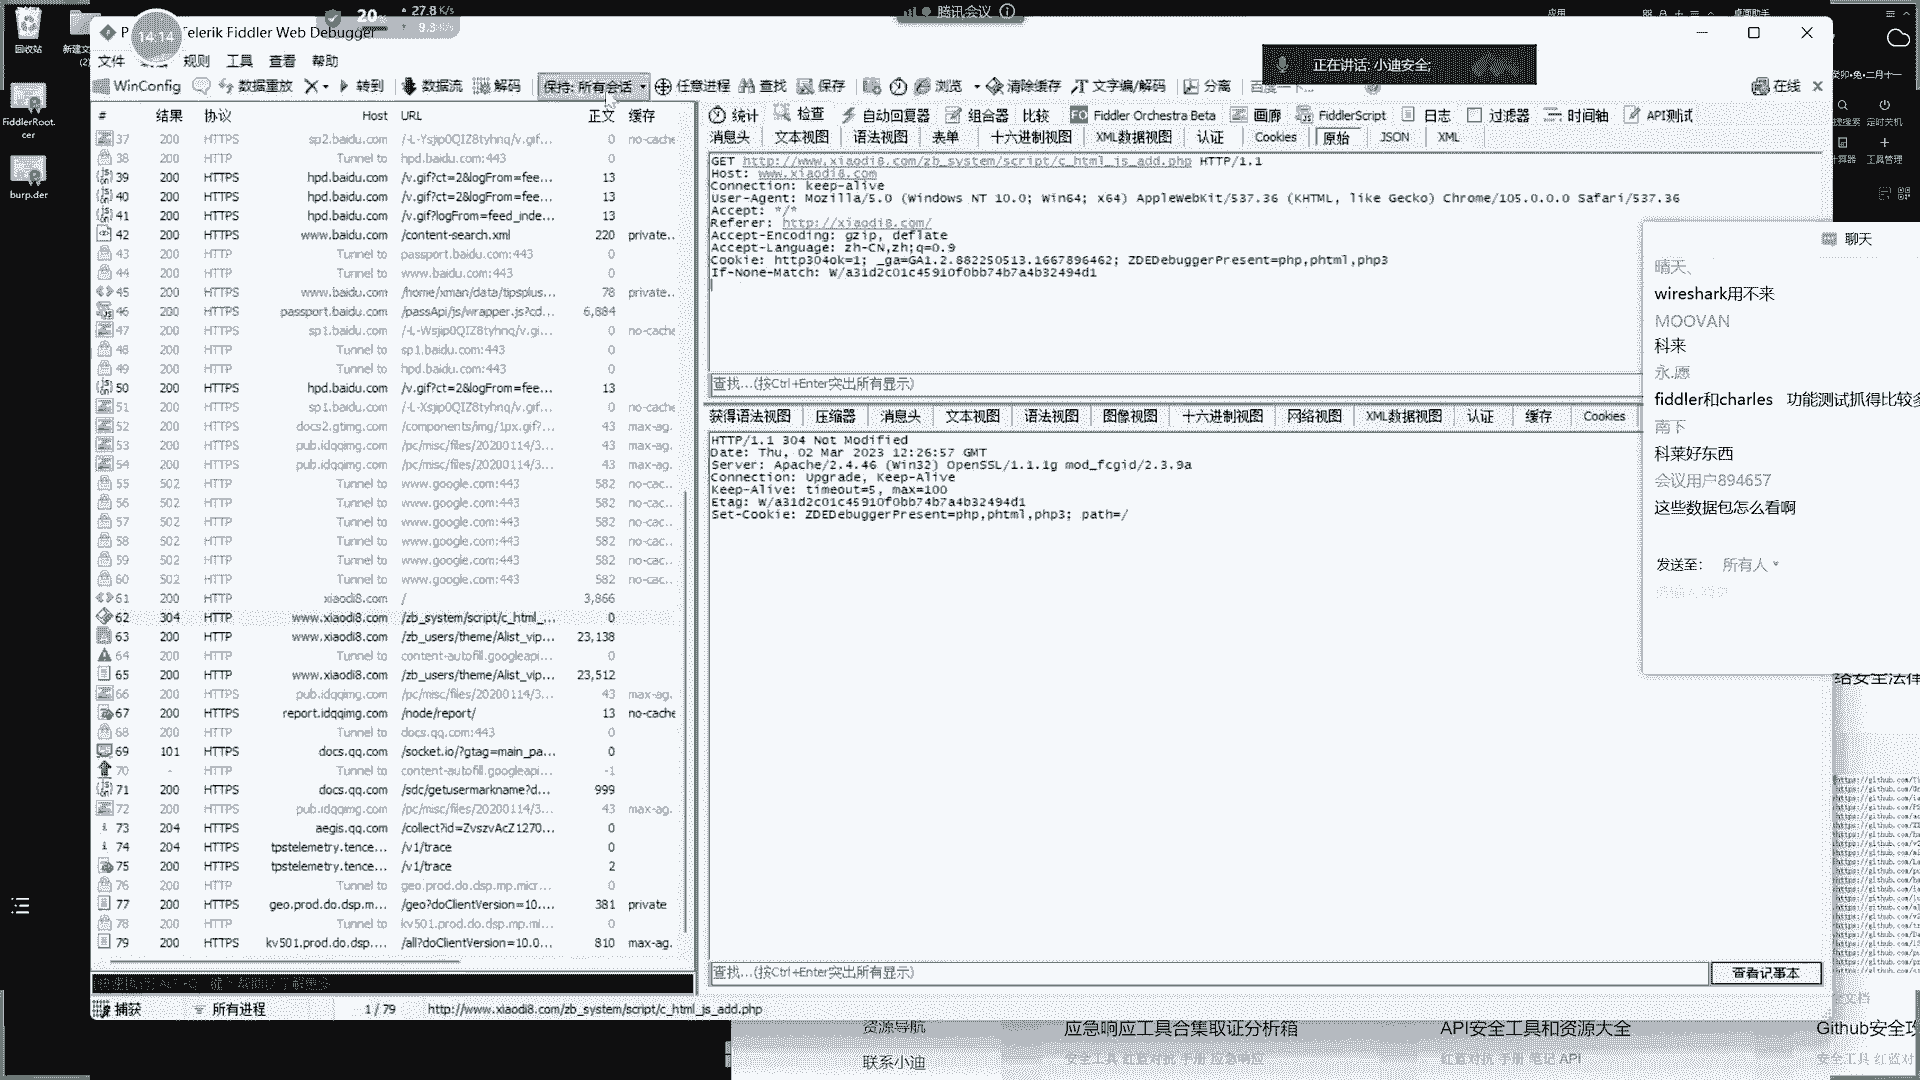 回收站
FiddlerRoot.
cer
burp.der
14:14
20
27.8 K/s
9.3 K/s
腾讯会议
elerik Fiddler Web Debugger
文件
规则 工具 查看 帮助
正在讲话: 小迪安全;
WinConfig 数据重放 转到 数据流 解码 保持: 所有会话 任意进程 查找 保存 浏览 清除缓存 文字编/解码 分离 在线
# 结果 协议 Host URL 正文 缓存
37 200 HTTPS sp2.baidu.com /-L-Ysjip0QIZ8tyhnq/v.gif... 0 no-cache
38 200 HTTP Tunnel to hpd.baidu.com:443 0
39 200 HTTPS hpd.baidu.com /v.gif?ct=2&logFrom=fee... 13
40 200 HTTPS hpd.baidu.com /v.gif?ct=2&logFrom=fee... 13
41 200 HTTPS hpd.baidu.com /v.gif?logFrom=feed_inde... 13
42 200 HTTPS www.baidu.com /content-search.xml 220 private..
43 200 HTTP Tunnel to passport.baidu.com:443 0
44 200 HTTP Tunnel to www.baidu.com:443 0
45 200 HTTPS www.baidu.com /home/xman/data/tipsplus... 78 private..
46 200 HTTPS passport.baidu.com /passApi/js/wrapper.js?cd... 6,884
47 200 HTTPS sp1.baidu.com /-L-Wsjip0QIZ8tyhnq/v.gi... 0 no-cache
48 200 HTTP Tunnel to sp1.baidu.com:443 0
49 200 HTTP Tunnel to hpd.baidu.com:443 0
50 200 HTTPS hpd.baidu.com /v.gif?ct=2&logFrom=fee... 13
51 200 HTTPS sp1.baidu.com /-L-Xsjip0QIZ8tyhnq/v.gi... 0 no-cache
52 200 HTTPS docs2.gtimg.com /components/img/1px.gif?... 43 max-ag.
53 200 HTTPS pub.idqqimg.com /pc/misc/files/20200114/3... 43 max-ag.
54 200 HTTPS pub.idqqimg.com /pc/misc/files/20200114/3... 43 max-ag.
55 502 HTTP Tunnel to www.google.com:443 582 no-cac..
56 502 HTTP Tunnel to www.google.com:443 582 no-cac..
57 502 HTTP Tunnel to www.google.com:443 582 no-cac..
58 502 HTTP Tunnel to www.google.com:443 582 no-cac..
59 502 HTTP Tunnel to www.google.com:443 582 no-cac..
60 502 HTTP Tunnel to www.google.com:443 582 no-cac..
61 200 HTTP xiaodi8.com / 3,866
62 304 HTTP www.xiaodi8.com /zb_system/script/c_html_... 0
63 200 HTTP www.xiaodi8.com /zb_users/theme/Alist_vip... 23,138
64 200 HTTP Tunnel to content-autofill.googleapi... 0
65 200 HTTP www.xiaodi8.com /zb_users/theme/Alist_vip... 23,512
66 200 HTTPS pub.idqqimg.com /pc/misc/files/20200114/3... 43 max-ag.
67 200 HTTPS report.idqqimg.com /node/report/ 13 no-cache
68 200 HTTP Tunnel to docs.qq.com:443 0
69 101 HTTPS docs.qq.com /socket.io/?gtag=main_pa... 0
70 - HTTP Tunnel to content-autofill.googleapi... -1
71 200 HTTPS docs.qq.com /sdc/getusermarkname?d... 999
72 200 HTTPS pub.idqqimg.com /pc/misc/files/20200114/3... 43 max-ag.
73 204 HTTPS aegis.qq.com /collect?id=ZvszvAcZ1270... 0
74 204 HTTPS tpstelemetry.tence... /v1/trace 0
75 200 HTTPS tpstelemetry.tence... /v1/trace 2
76 200 HTTP Tunnel to geo.prod.do.dsp.mp.micr... 0
77 200 HTTPS geo.prod.do.dsp.m... /geo?doClientVersion=10.... 381 private
78 200 HTTP Tunnel to kv501.prod.do.dsp.mp.mi... 0
79 200 HTTPS kv501.prod.do.dsp.... /all?doClientVersion=10.0... 810 max-ag.
捕获 所有进程 1 / 79 http://www.xiaodi8.com/zb_system/script/c_html_js_add.php
统计 检查 自动回复器 组合器 比较 FO Fiddler Orchestra Beta 画廊 FiddlerScript 日志 过滤器 时间轴 API测试
消息头 文本视图 语法视图 表单 十六进制视图 XML数据视图 认证 Cookies 原始 JSON XML
GET http://www.xiaodi8.com/zb_system/script/c_html_js_add.php HTTP/1.1
Host: www.xiaodi8.com
Connection: keep-alive
User-Agent: Mozilla/5.0 (Windows NT 10.0; Win64; x64) AppleWebKit/537.36 (KHTML, like Gecko) Chrome/105.0.0.0 Safari/537.36
Accept: */*
Referer: http://xiaodi8.com/
Accept-Encoding: gzip, deflate
Accept-Language: zh-CN,zh;q=0.9
Cookie: http304ok=1; _ga=GA1.2.882250513.1667896462; ZDEDebuggerPresent=php,phtml,php3
If-None-Match: W/a31d2c01c45910f0bb74b7a4b32494d1
查找...(按Ctrl+Enter突出所有显示)
获得语法视图 压缩器 消息头 文本视图 语法视图 图像视图 十六进制视图 网络视图 XML数据视图 认证 缓存 Cookies
HTTP/1.1 304 Not Modified
Date: Thu, 02 Mar 2023 12:26:57 GMT
Server: Apache/2.4.46 (Win32) OpenSSL/1.1.1g mod_fcgid/2.3.9a
Connection: Upgrade, Keep-Alive
Keep-Alive: timeout=5, max=100
Etag: W/a31d2c01c45910f0bb74b7a4b32494d1
Set-Cookie: ZDEDebuggerPresent=php,phtml,php3; path=/
查找...(按Ctrl+Enter突出所有显示)
查看记事本
聊天
晴天、
wireshark用不来
MOOVAN
科来
永.愿
fiddler和charles 功能测试抓得比较多
南下
科莱好东西
会议用户894657
这些数据包怎么看啊
发送至: 所有人
资源导航
联系小迪
应急响应工具合集取证分析箱
安全工具 红蓝对抗 手册 应急响应
API安全工具和资源大全
红蓝对抗 手册 笔记 API
Github安全攻
安全工具 红蓝对